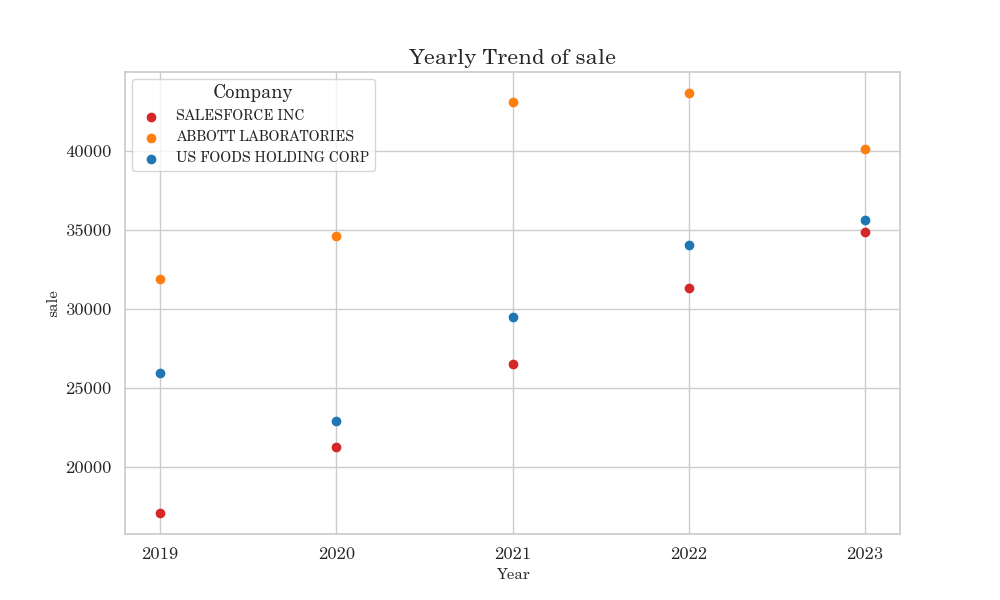 Yearly Trend of sale
Company
SALESFORCE INC
ABBOTT LABORATORIES
US FOODS HOLDING CORP
40000
35000
30000
25000
20000
sale
2019 2020 2021 2022 2023
Year